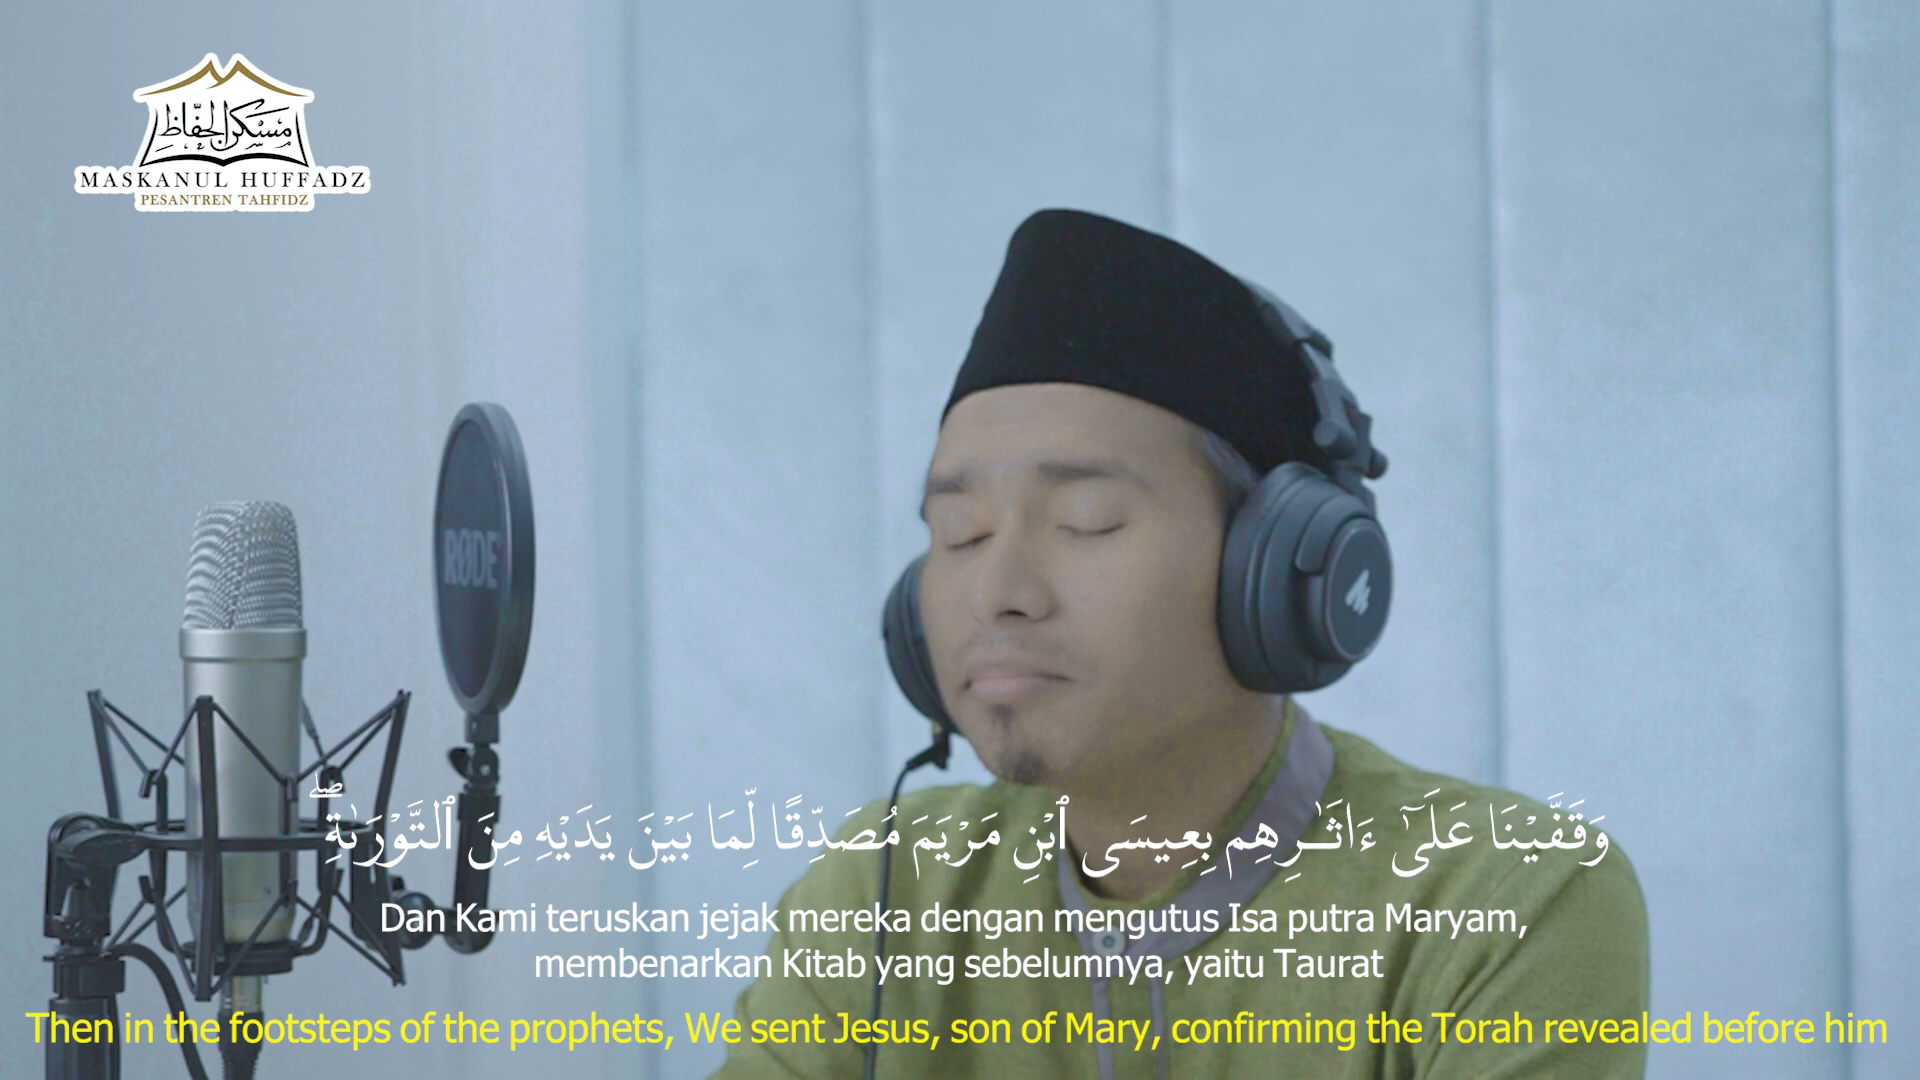 مسكن الحفاظ
MASKANUL HUFFADZ
PESANTREN TAHFIDZ
RØDE
وَقَفَّيْنَا عَلَىٰٓ ءَاثَـٰرِهِم بِعِيسَى ٱبْنِ مَرْيَمَ مُصَدِّقًا لِّمَا بَيْنَ يَدَيْهِ مِنَ ٱلتَّوْرَىٰةِ ۖ
Dan Kami teruskan jejak mereka dengan mengutus Isa putra Maryam,
membenarkan Kitab yang sebelumnya, yaitu Taurat
Then in the footsteps of the prophets, We sent Jesus, son of Mary, confirming the Torah revealed before him